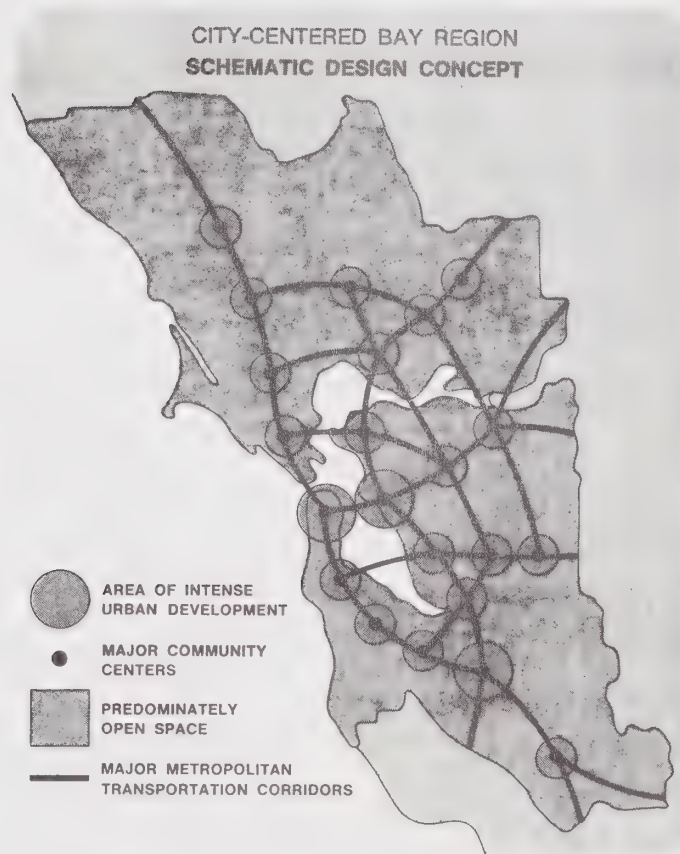 CITY-CENTERED BAY REGION
SCHEMATIC DESIGN CONCEPT
AREA OF INTENSE
URBAN DEVELOPMENT
MAJOR COMMUNITY
CENTERS
PREDOMINATELY
OPEN SPACE
MAJOR METROPOLITAN
TRANSPORTATION CORRIDORS